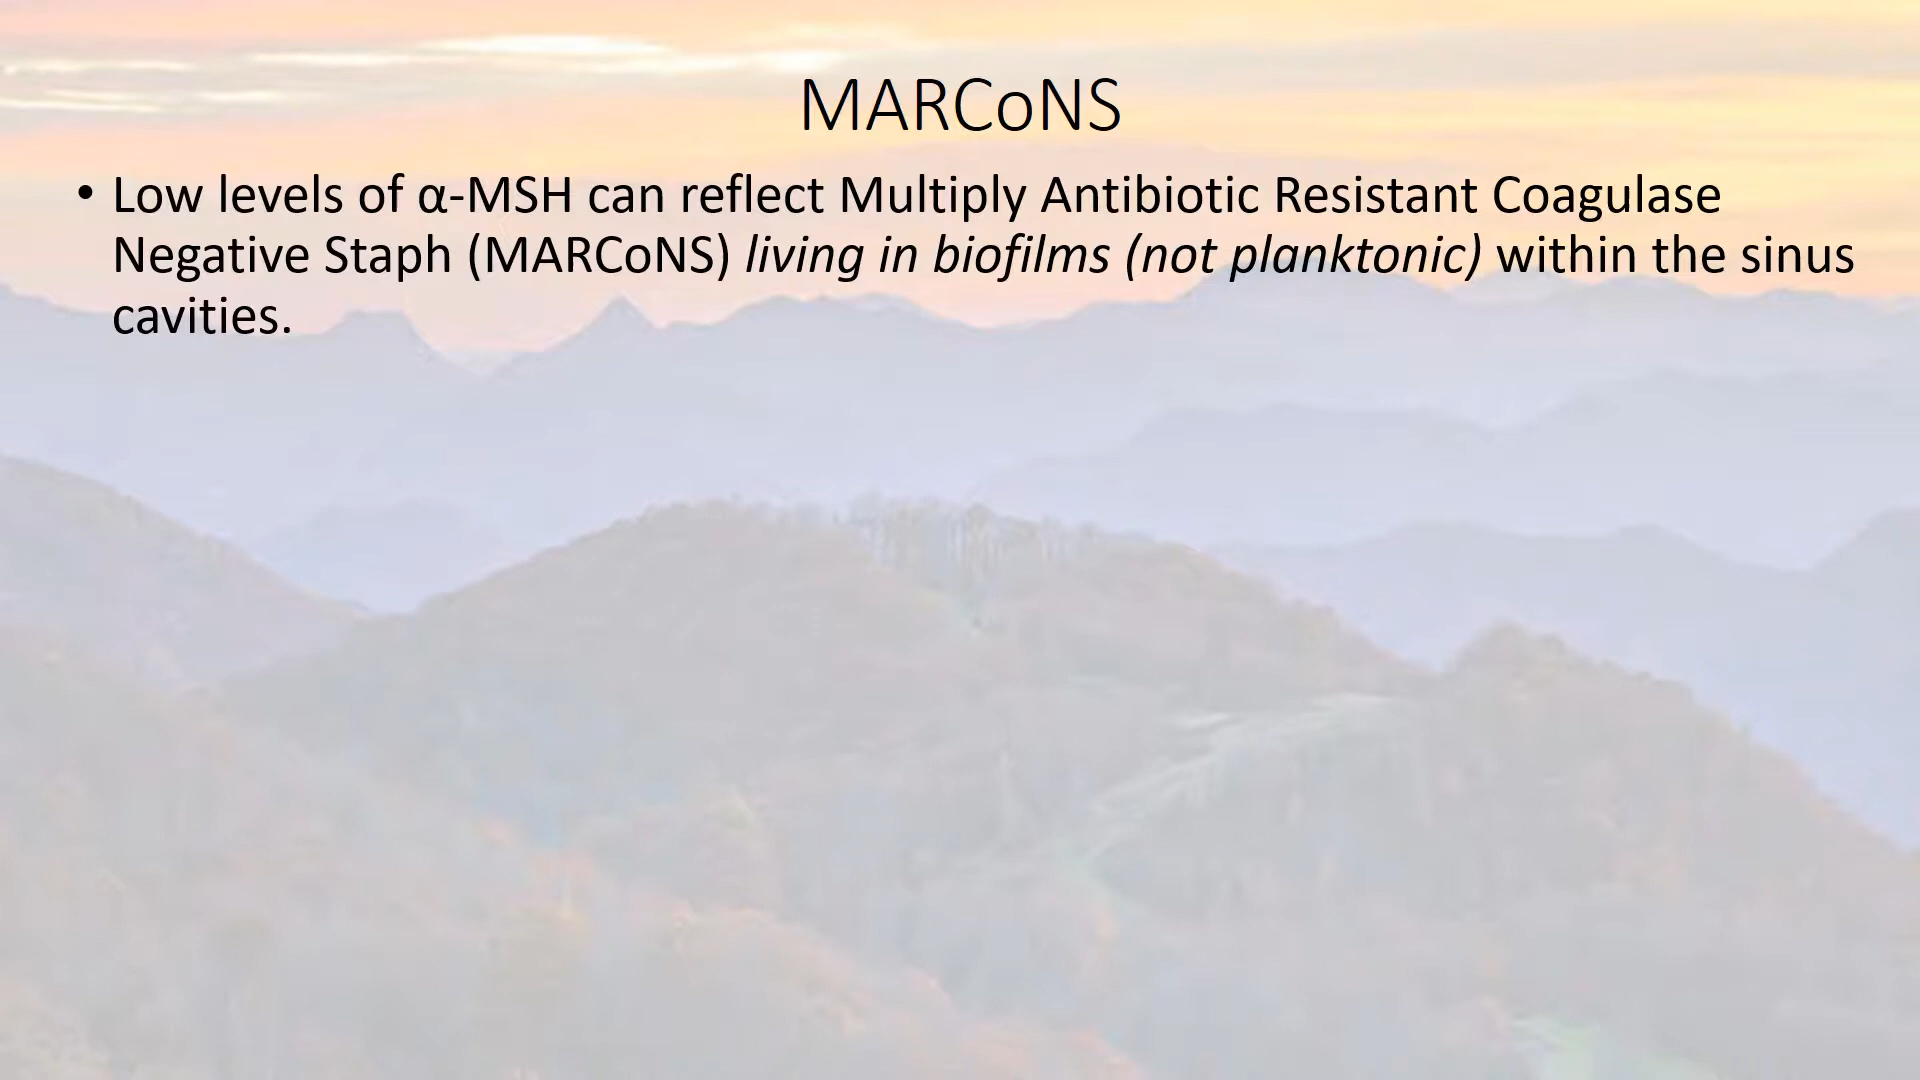 MARCoNS
• Low levels of α-MSH can reflect Multiply Antibiotic Resistant Coagulase
Negative Staph (MARCoNS) living in biofilms (not planktonic) within the sinus
cavities.